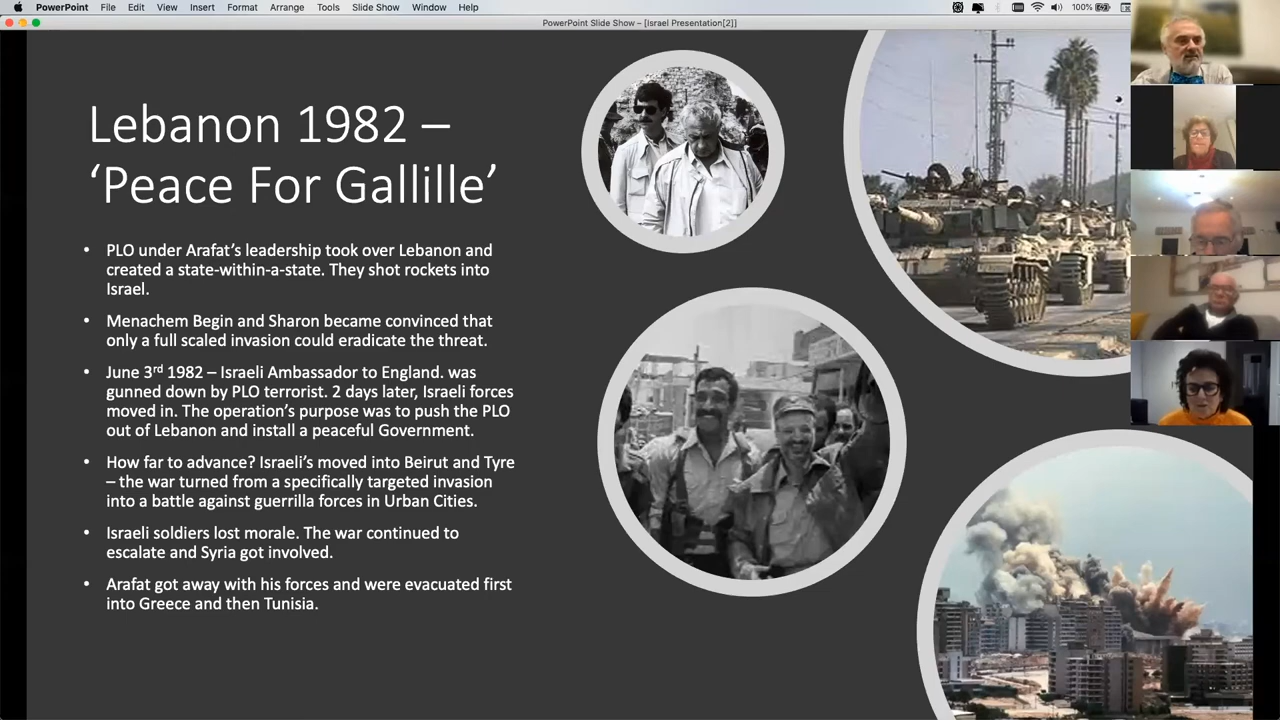 PowerPoint File Edit View Insert Format Arrange Tools Slide Show Window Help 100%
PowerPoint Slide Show – [Israel Presentation[2]]
Lebanon 1982 –
‘Peace For Gallille’
• PLO under Arafat’s leadership took over Lebanon and
created a state-within-a-state. They shot rockets into
Israel.
• Menachem Begin and Sharon became convinced that
only a full scaled invasion could eradicate the threat.
• June 3rd 1982 – Israeli Ambassador to England. was
gunned down by PLO terrorist. 2 days later, Israeli forces
moved in. The operation’s purpose was to push the PLO
out of Lebanon and install a peaceful Government.
• How far to advance? Israeli’s moved into Beirut and Tyre
– the war turned from a specifically targeted invasion
into a battle against guerrilla forces in Urban Cities.
• Israeli soldiers lost morale. The war continued to
escalate and Syria got involved.
• Arafat got away with his forces and were evacuated first
into Greece and then Tunisia.